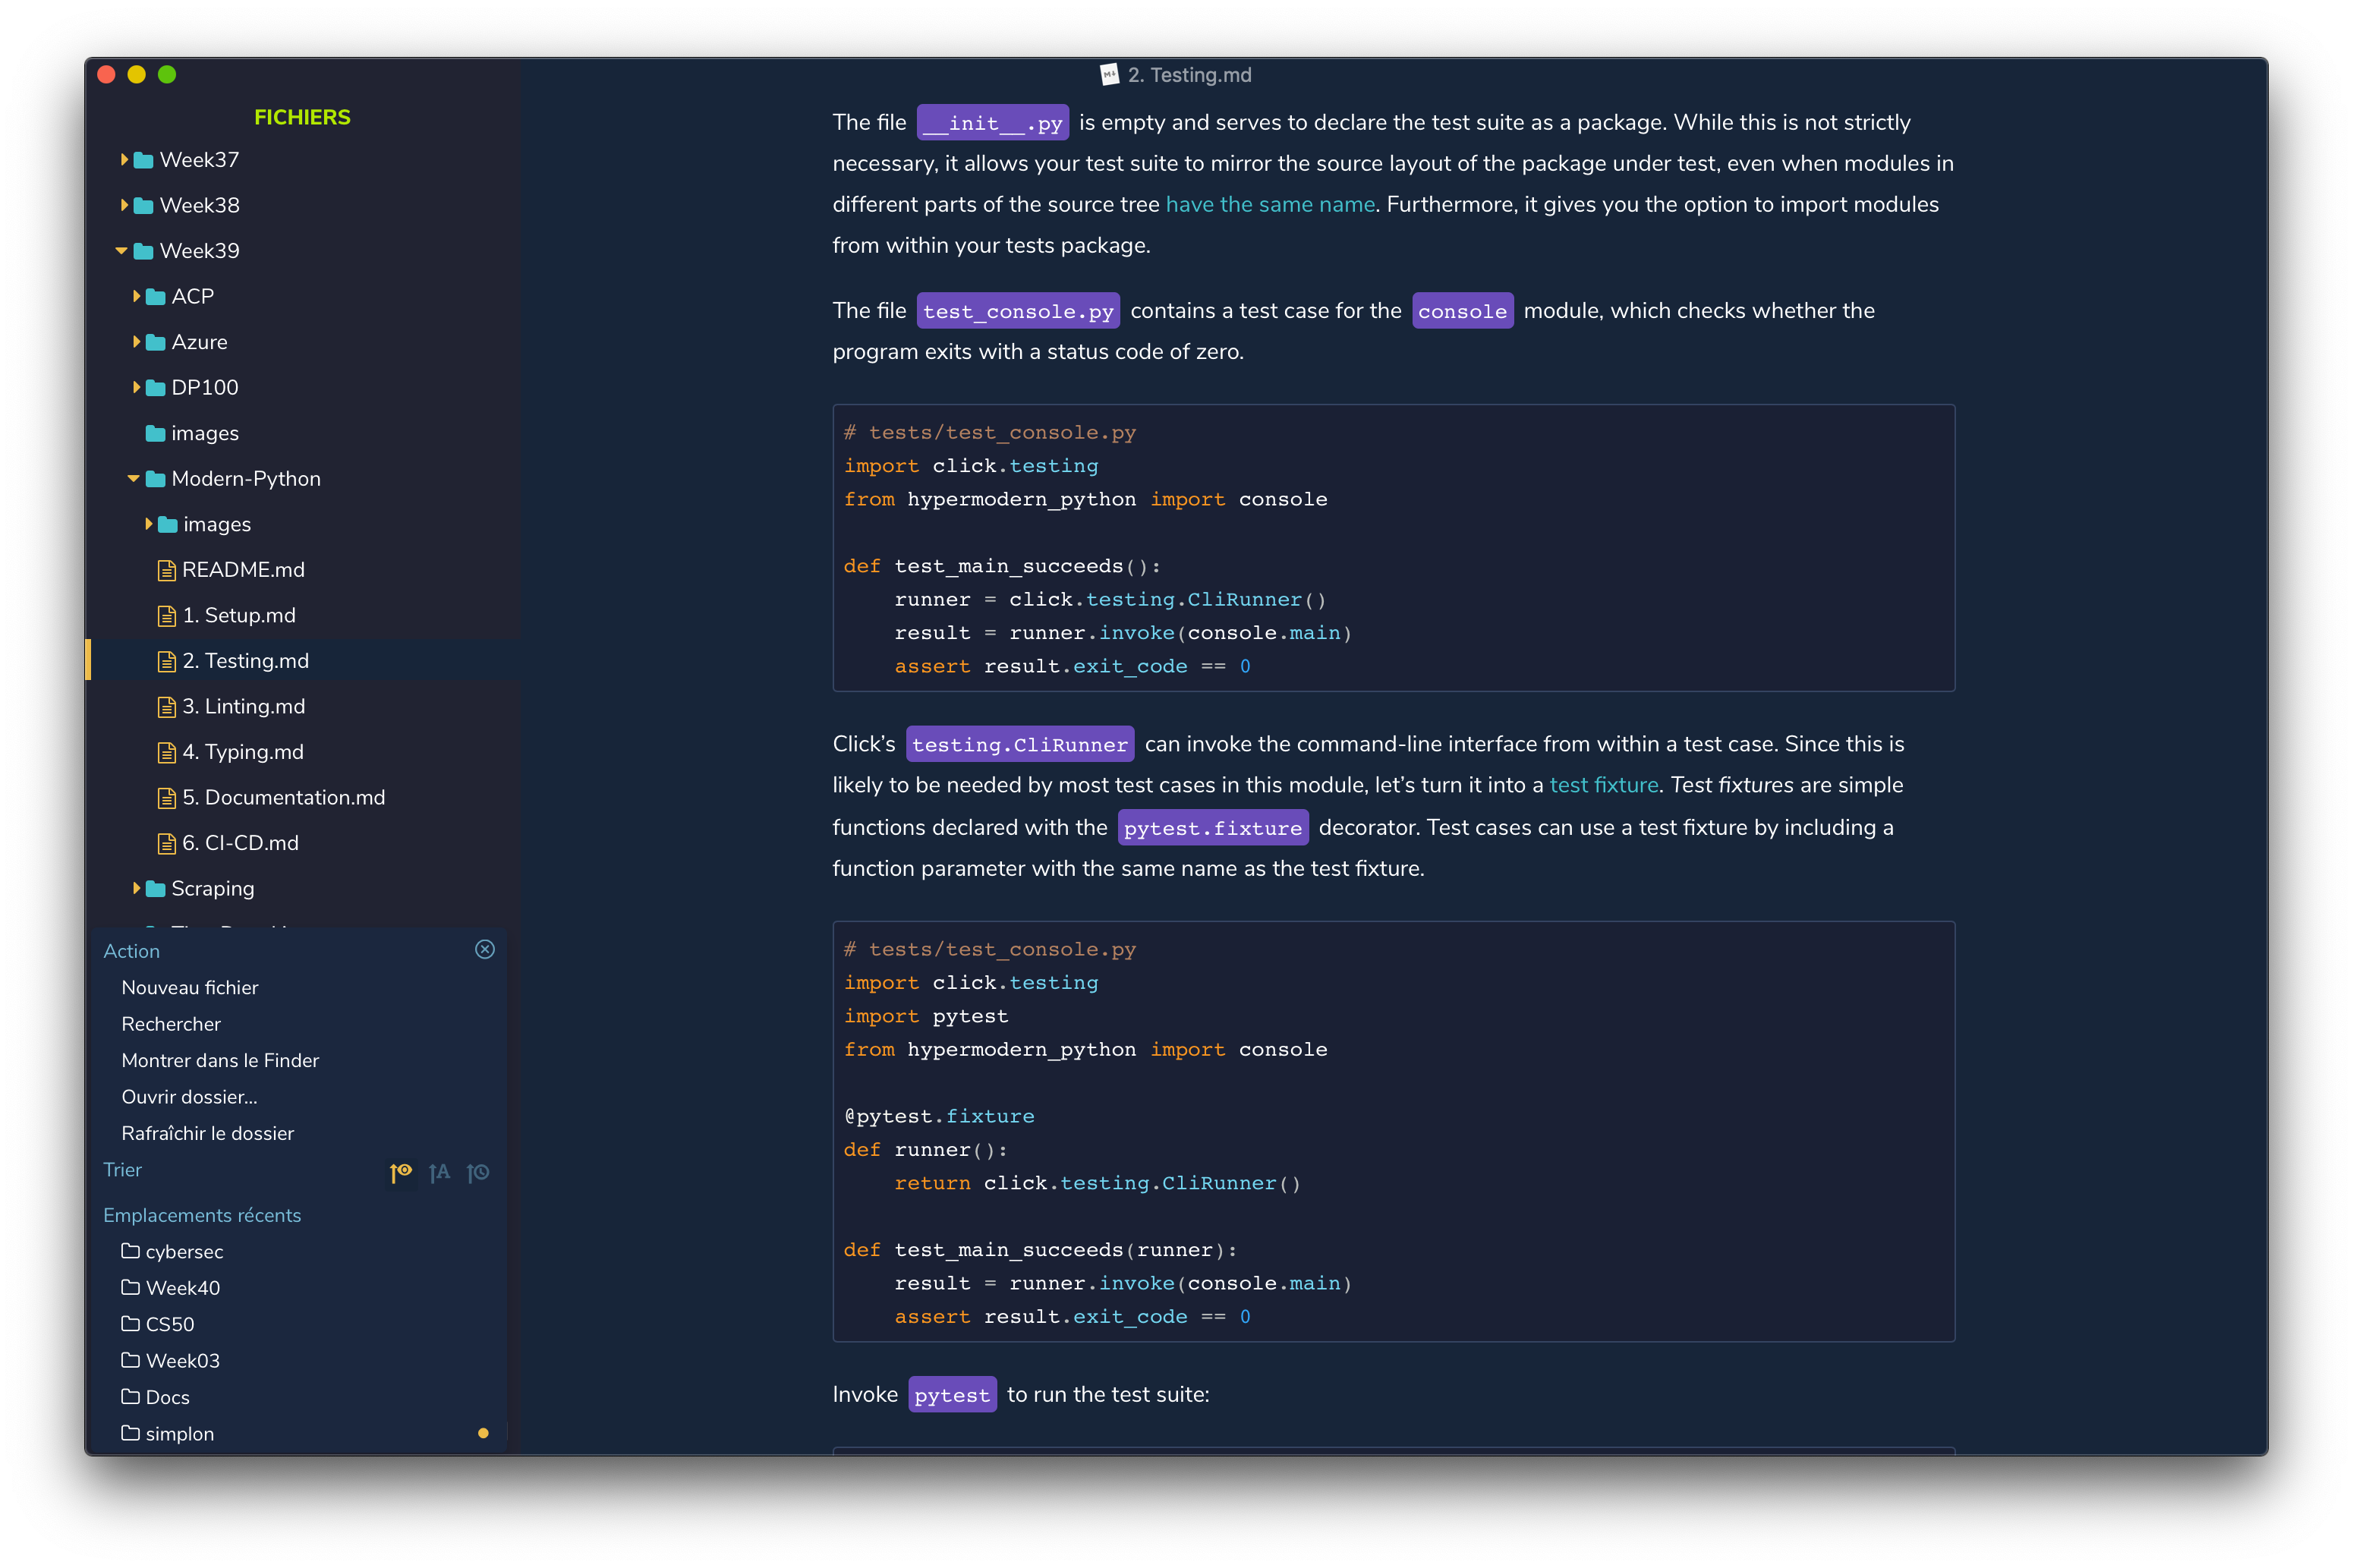 2. Testing.md
FICHIERS
Week37
Week38
Week39
ACP
Azure
DP100
images
Modern-Python
images
README.md
1. Setup.md
2. Testing.md
3. Linting.md
4. Typing.md
5. Documentation.md
6. CI-CD.md
Scraping
Action
Nouveau fichier
Rechercher
Montrer dans le Finder
Ouvrir dossier...
Rafraîchir le dossier
Trier
Emplacements récents
cybersec
Week40
CS50
Week03
Docs
simplon
The file __init__.py is empty and serves to declare the test suite as a package. While this is not strictly
necessary, it allows your test suite to mirror the source layout of the package under test, even when modules in
different parts of the source tree have the same name. Furthermore, it gives you the option to import modules
from within your tests package.
The file test_console.py contains a test case for the console module, which checks whether the
program exits with a status code of zero.
# tests/test_console.py
import click.testing
from hypermodern_python import console
def test_main_succeeds():
    runner = click.testing.CliRunner()
    result = runner.invoke(console.main)
    assert result.exit_code == 0
Click’s testing.CliRunner can invoke the command-line interface from within a test case. Since this is
likely to be needed by most test cases in this module, let’s turn it into a test fixture. Test fixtures are simple
functions declared with the pytest.fixture decorator. Test cases can use a test fixture by including a
function parameter with the same name as the test fixture.
# tests/test_console.py
import click.testing
import pytest
from hypermodern_python import console
@pytest.fixture
def runner():
    return click.testing.CliRunner()
def test_main_succeeds(runner):
    result = runner.invoke(console.main)
    assert result.exit_code == 0
Invoke pytest to run the test suite: